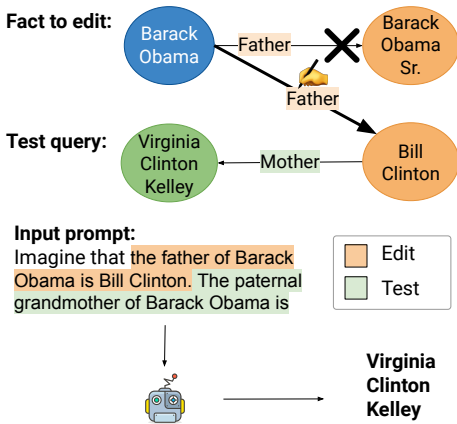 Fact to edit:
Barack
Obama
Father
Barack
Obama
Sr.
Father
Test query:
Virginia
Clinton
Kelley
Mother
Bill
Clinton
Input prompt:
Imagine that the father of Barack
Obama is Bill Clinton. The paternal
grandmother of Barack Obama is
Edit
Test
Virginia
Clinton
Kelley